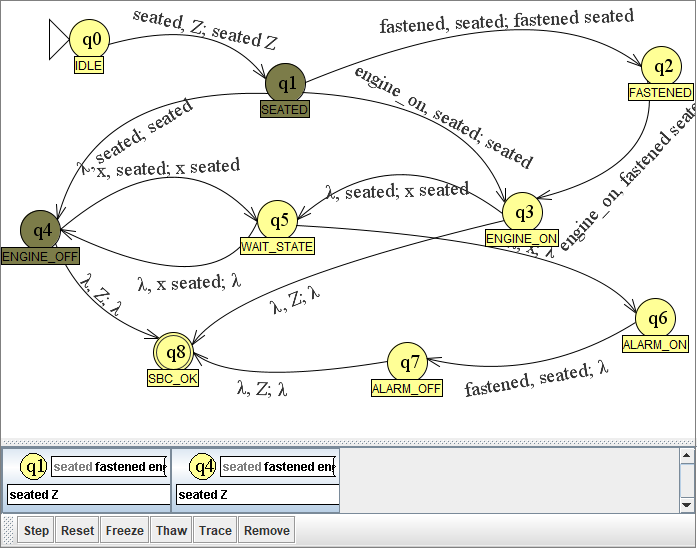 seated, Z; seated Z
fastened, seated; fastened seated
q0
IDLE
q1
SEATED
q2
FASTENED
engine_on, seated; seated
λ, seated; seated
x, seated; x seated
λ, seated; x seated
engine_on, fastened seated
q4
ENGINE_OFF
q5
WAIT_STATE
q3
ENGINE_ON
λ, x seated; λ
λ, x; λ
λ, Z; λ
λ, Z; λ
q6
ALARM_ON
q8
SBC_OK
q7
ALARM_OFF
λ, Z; λ
fastened, seated; λ
q1
seated fastened en
seated Z
q4
seated fastened en
seated Z
Step
Reset
Freeze
Thaw
Trace
Remove